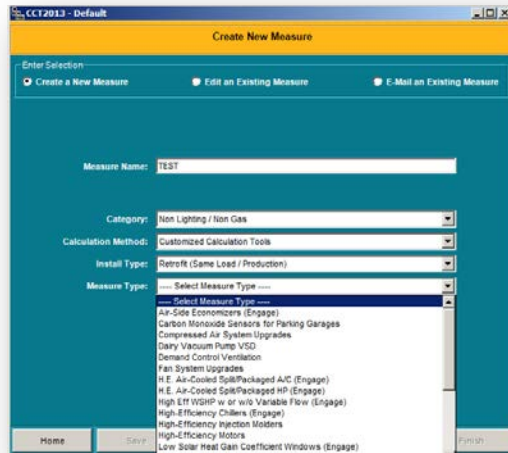 CCT2013 - Default
Create New Measure
Enter Selection
Create a New Measure
Edit an Existing Measure
E-Mail an Existing Measure
Measure Name:
TEST
Category:
Non Lighting / Non Gas
Calculation Method:
Customized Calculation Tools
Install Type:
Retrofit (Same Load / Production)
Measure Type:
---- Select Measure Type ----
---- Select Measure Type ----
Air-Side Economizers (Engage)
Carbon Monoxide Sensors for Parking Garages
Compressed Air System Upgrades
Dairy Vacuum Pump VSD
Demand Control Ventilation
Fan System Upgrades
H.E. Air-Cooled Split/Packaged A/C (Engage)
H.E. Air-Cooled Split/Packaged HP (Engage)
High Eff WSHP w or w/o Variable Flow (Engage)
High-Efficiency Chillers (Engage)
High-Efficiency Injection Molders
High-Efficiency Motors
Low Solar Heat Gain Coefficient Windows (Engage)
Home
Save
Finish